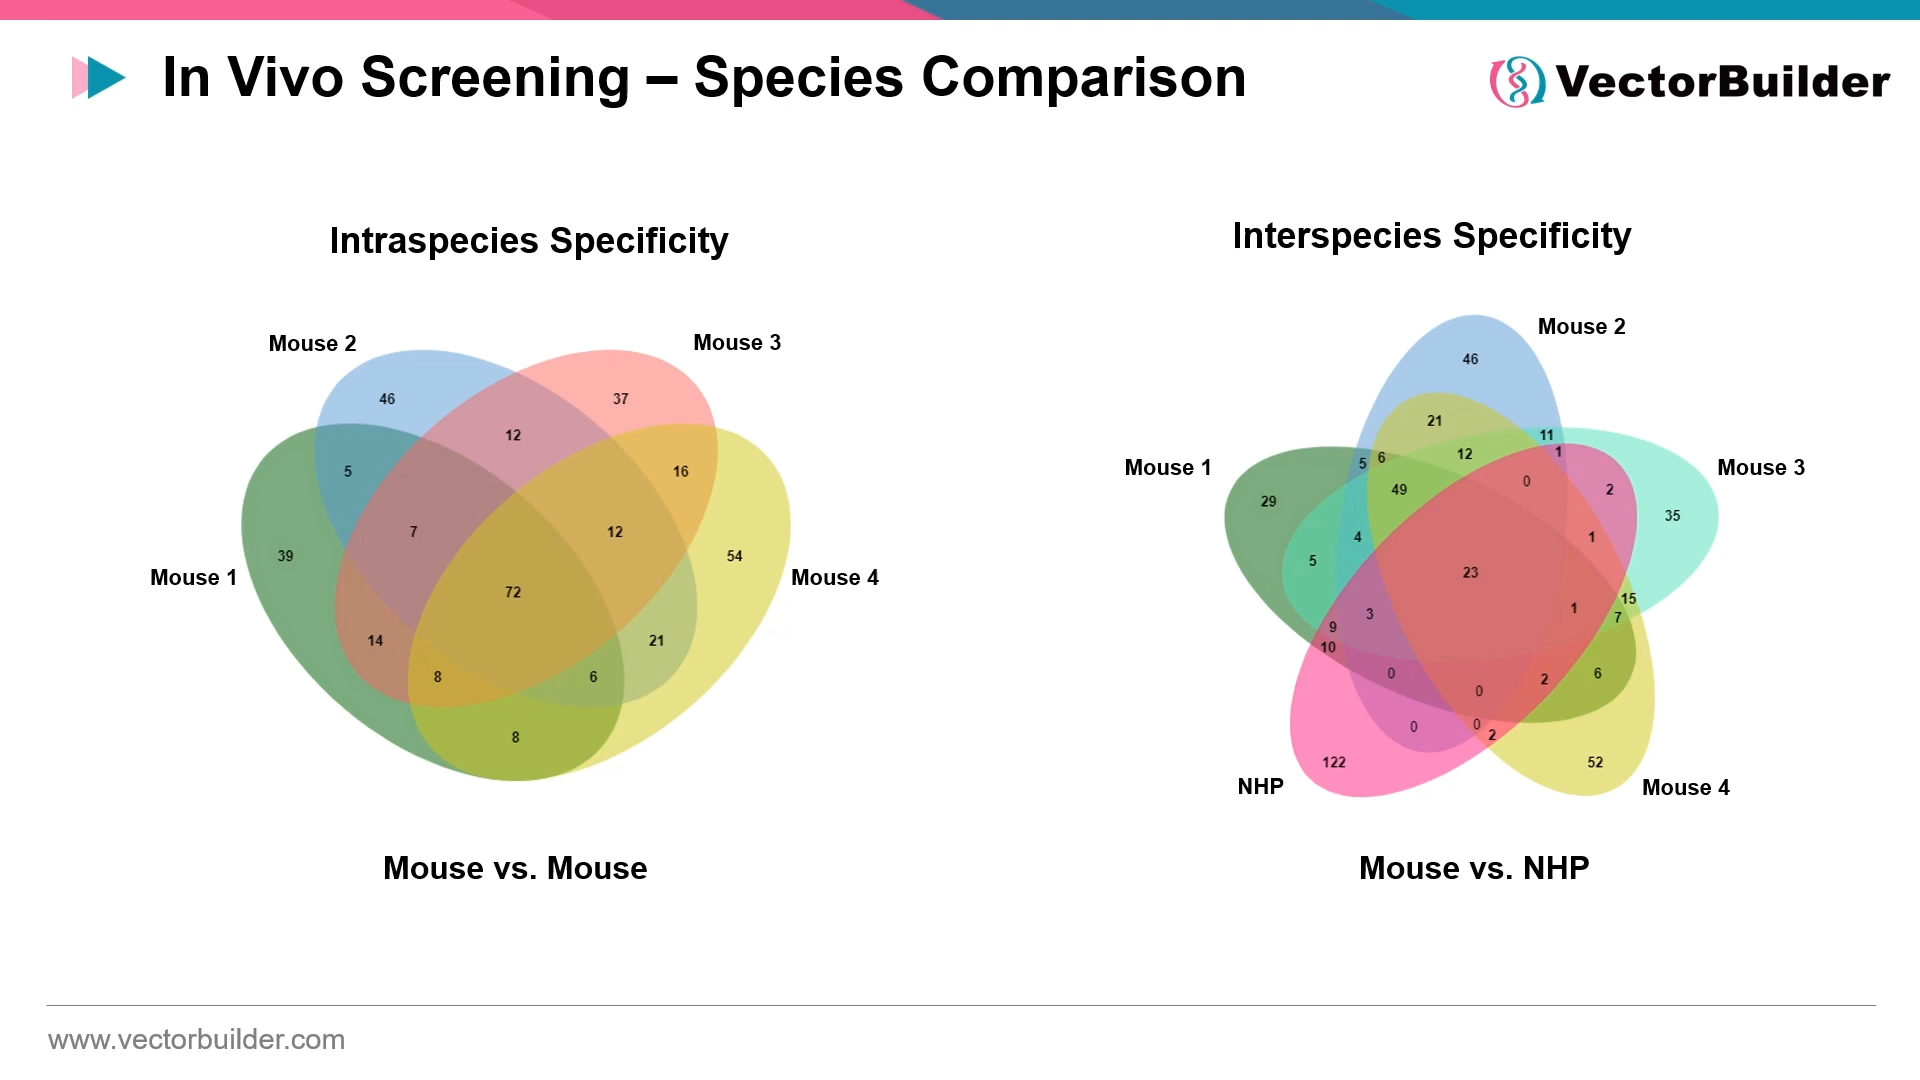 In Vivo Screening – Species Comparison
VectorBuilder
Intraspecies Specificity
Mouse 2
Mouse 3
46
37
12
5
16
7
12
39
54
Mouse 1
Mouse 4
72
14
21
8
6
8
Mouse vs. Mouse
Interspecies Specificity
Mouse 2
46
21
11
1
12
5
6
Mouse 1
Mouse 3
0
49
2
29
35
4
1
5
23
15
3
1
7
9
10
0
2
6
0
0
0
2
122
52
NHP
Mouse 4
Mouse vs. NHP
www.vectorbuilder.com